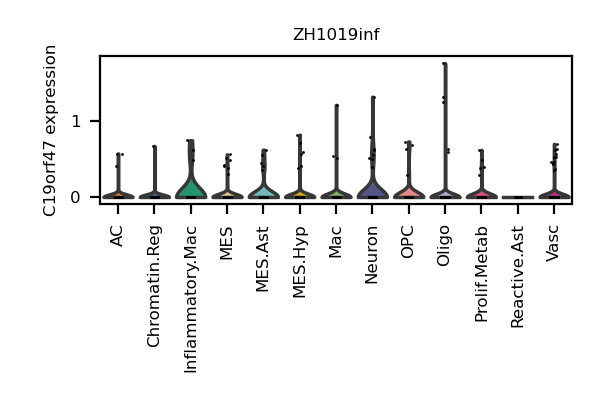 ZH1019inf
C19orf47 expression
1
0
AC
Chromatin.Reg
Inflammatory.Mac
MES
MES.Ast
MES.Hyp
Mac
Neuron
OPC
Oligo
Prolif.Metab
Reactive.Ast
Vasc